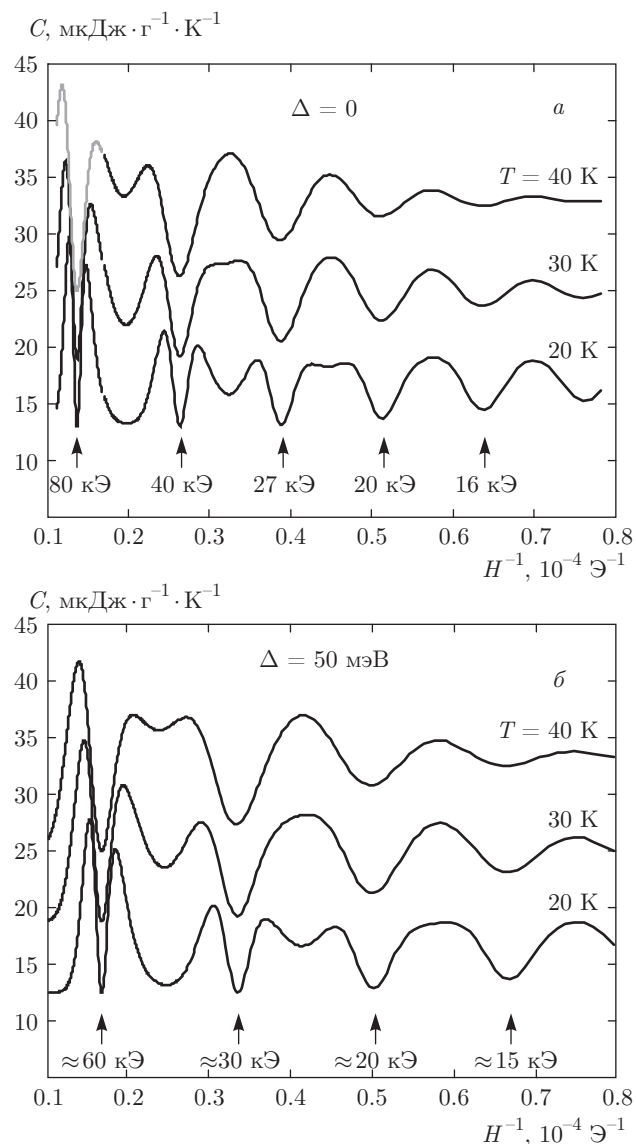 C, мкДж · г⁻¹ · К⁻¹
45
Δ = 0
а
40
T = 40 К
35
30
30 К
25
20 К
20
15
10
80 кЭ 40 кЭ 27 кЭ 20 кЭ 16 кЭ
0.1 0.2 0.3 0.4 0.5 0.6 0.7 0.8
H⁻¹, 10⁻⁴ Э⁻¹
C, мкДж · г⁻¹ · К⁻¹
45
Δ = 50 мэВ
б
40
T = 40 К
35
30
30 К
25
20 К
20
15
10
≈60 кЭ ≈30 кЭ ≈20 кЭ ≈15 кЭ
0.1 0.2 0.3 0.4 0.5 0.6 0.7 0.8
H⁻¹, 10⁻⁴ Э⁻¹